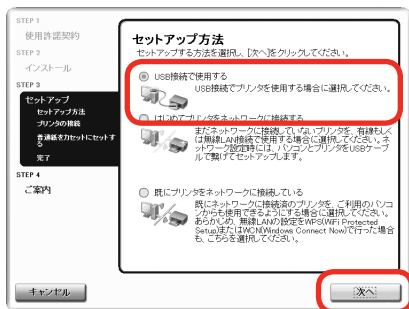 STEP 1
使用許諾契約
STEP 2
インストール
STEP 3
セットアップ
セットアップ方法
プリンタの接続
普通紙を力セットにセットす
る
完了
STEP 4
ご案内
セットアップ方法
セットアップする方法を選択し、[次へ]をクリックしてください。
USB接続で使用する
USB接続でプリンタを使用する場合に選択してください。
はじめてプリンタをネットワークに接続する
まだネットワークに接続していないプリンタを、有線もしく
は無線LAN接続で使用する場合に選択してください。ネ
ットワーク設定時には、パソコンとプリンタをUSBケーブ
ルで繋げてセットアップします。
既にプリンタをネットワークに接続している
既にネットワークに接続済のプリンタを、ご利用のパソコ
ンからも使用できるようにする場合に選択してください。
あらかじめ、無線LANの設定をWPS(WiFi Protected
Setup)またはWCN(Windows Connect Now)で行った場合
も、こちらを選択してください。
キャンセル
次へ